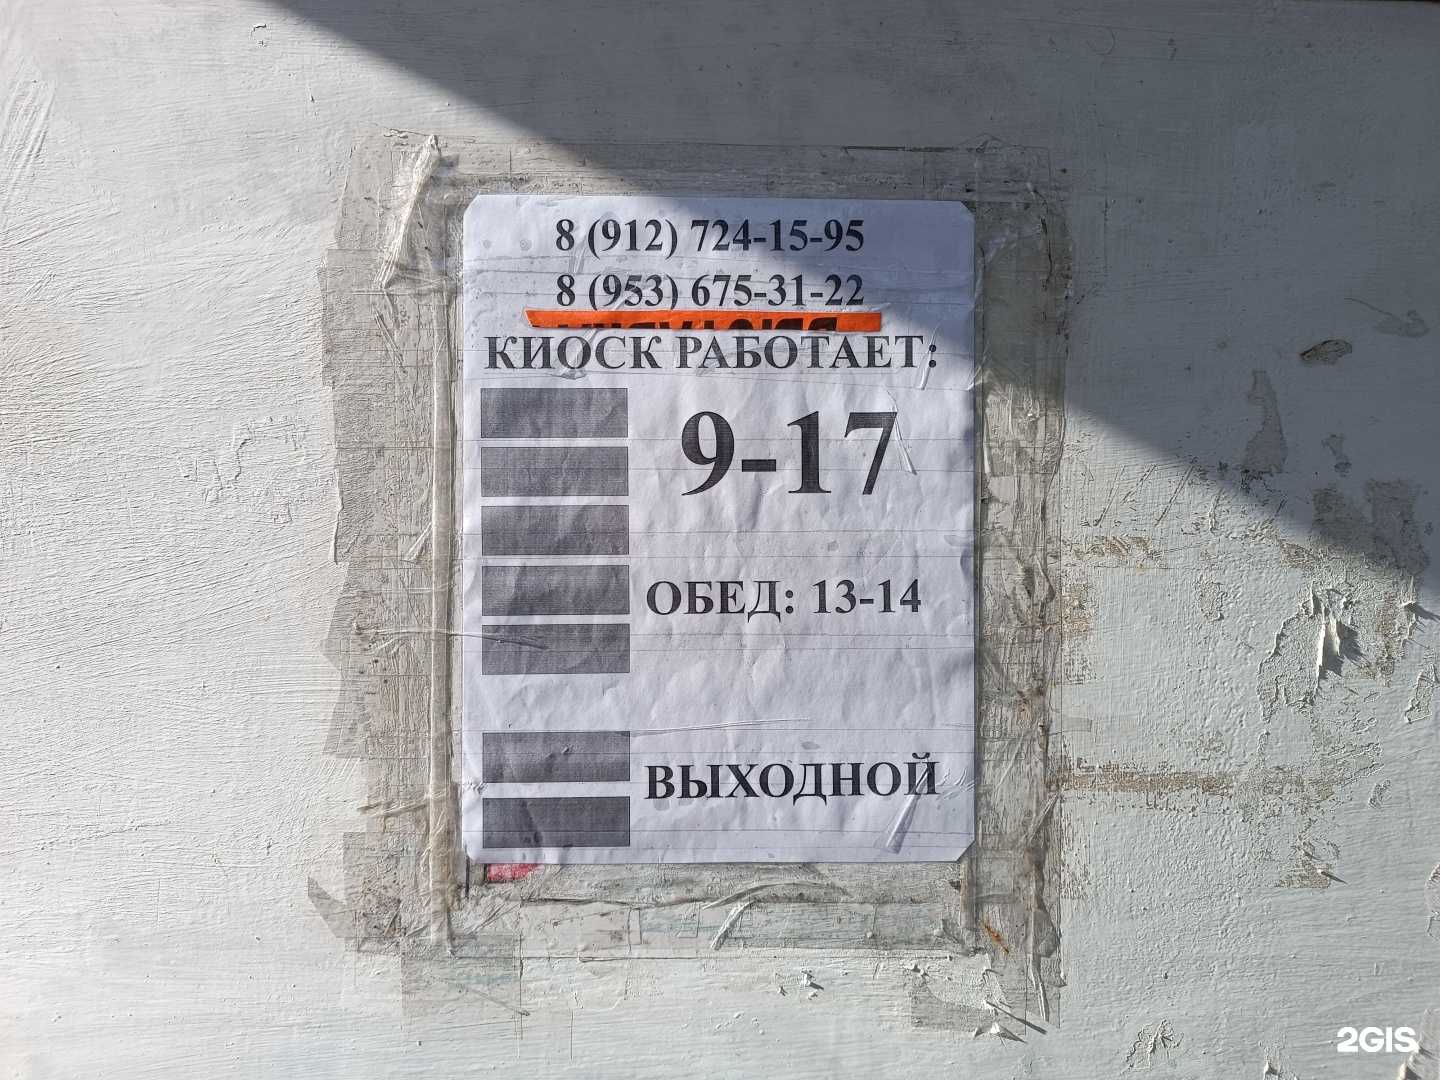 8 (912) 724-15-95
8 (953) 675-31-22
КИОСК РАБОТАЕТ:
9-17
ОБЕД: 13-14
ВЫХОДНОЙ
2GIS